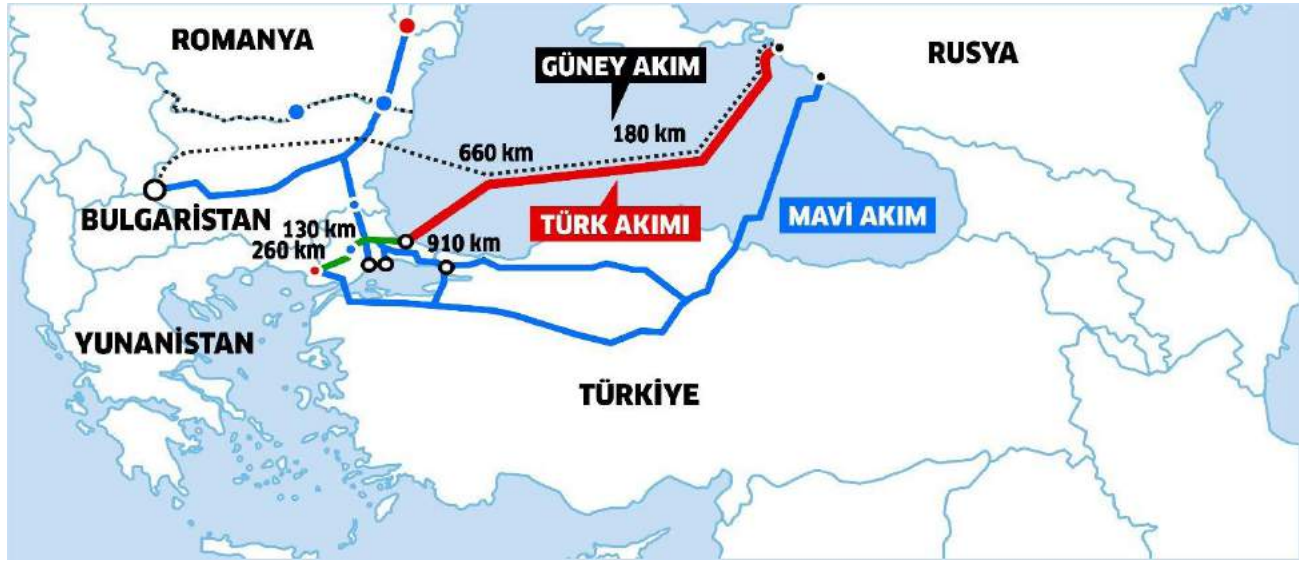 ROMANYA
GÜNEY AKIM
RUSYA
180 km
660 km
BULGARİSTAN
TÜRK AKIMI
MAVİ AKIM
130 km
260 km
910 km
YUNANİSTAN
TÜRKİYE